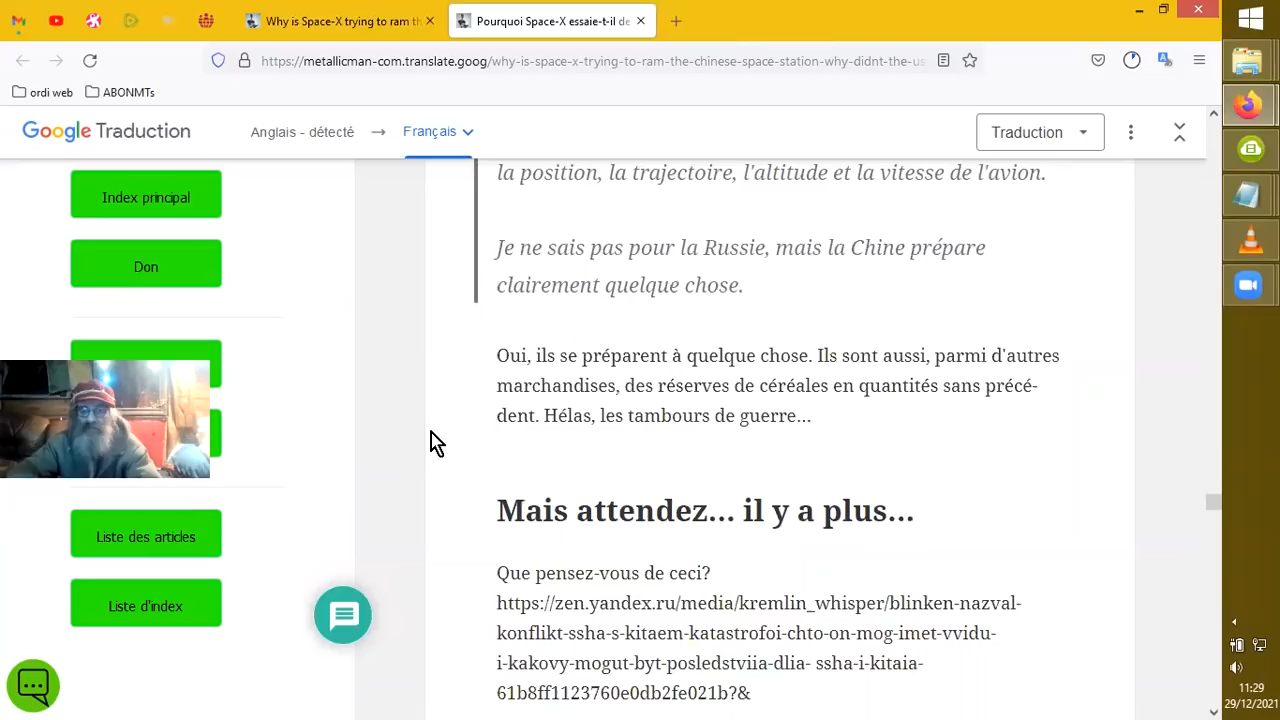 Why is Space-X trying to ram th
Pourquoi Space-X essaie-t-il de
https://metallicman-com.translate.goog/why-is-space-x-trying-to-ram-the-chinese-space-station-why-didnt-the-us
ordi web
ABONMTs
Google Traduction
Anglais - détecté
Français
Traduction
Index principal
Don
Liste des articles
Liste d'index
la position, la trajectoire, l'altitude et la vitesse de l'avion.
Je ne sais pas pour la Russie, mais la Chine prépare
clairement quelque chose.
Oui, ils se préparent à quelque chose. Ils sont aussi, parmi d'autres
marchandises, des réserves de céréales en quantités sans précé-
dent. Hélas, les tambours de guerre…
Mais attendez… il y a plus…
Que pensez-vous de ceci?
https://zen.yandex.ru/media/kremlin_whisper/blinken-nazval-
konflikt-ssha-s-kitaem-katastrofoi-chto-on-mog-imet-vvidu-
i-kakovy-mogut-byt-posledstviia-dlia- ssha-i-kitaia-
61b8ff1123760e0db2fe021b?&
11:29
29/12/2021